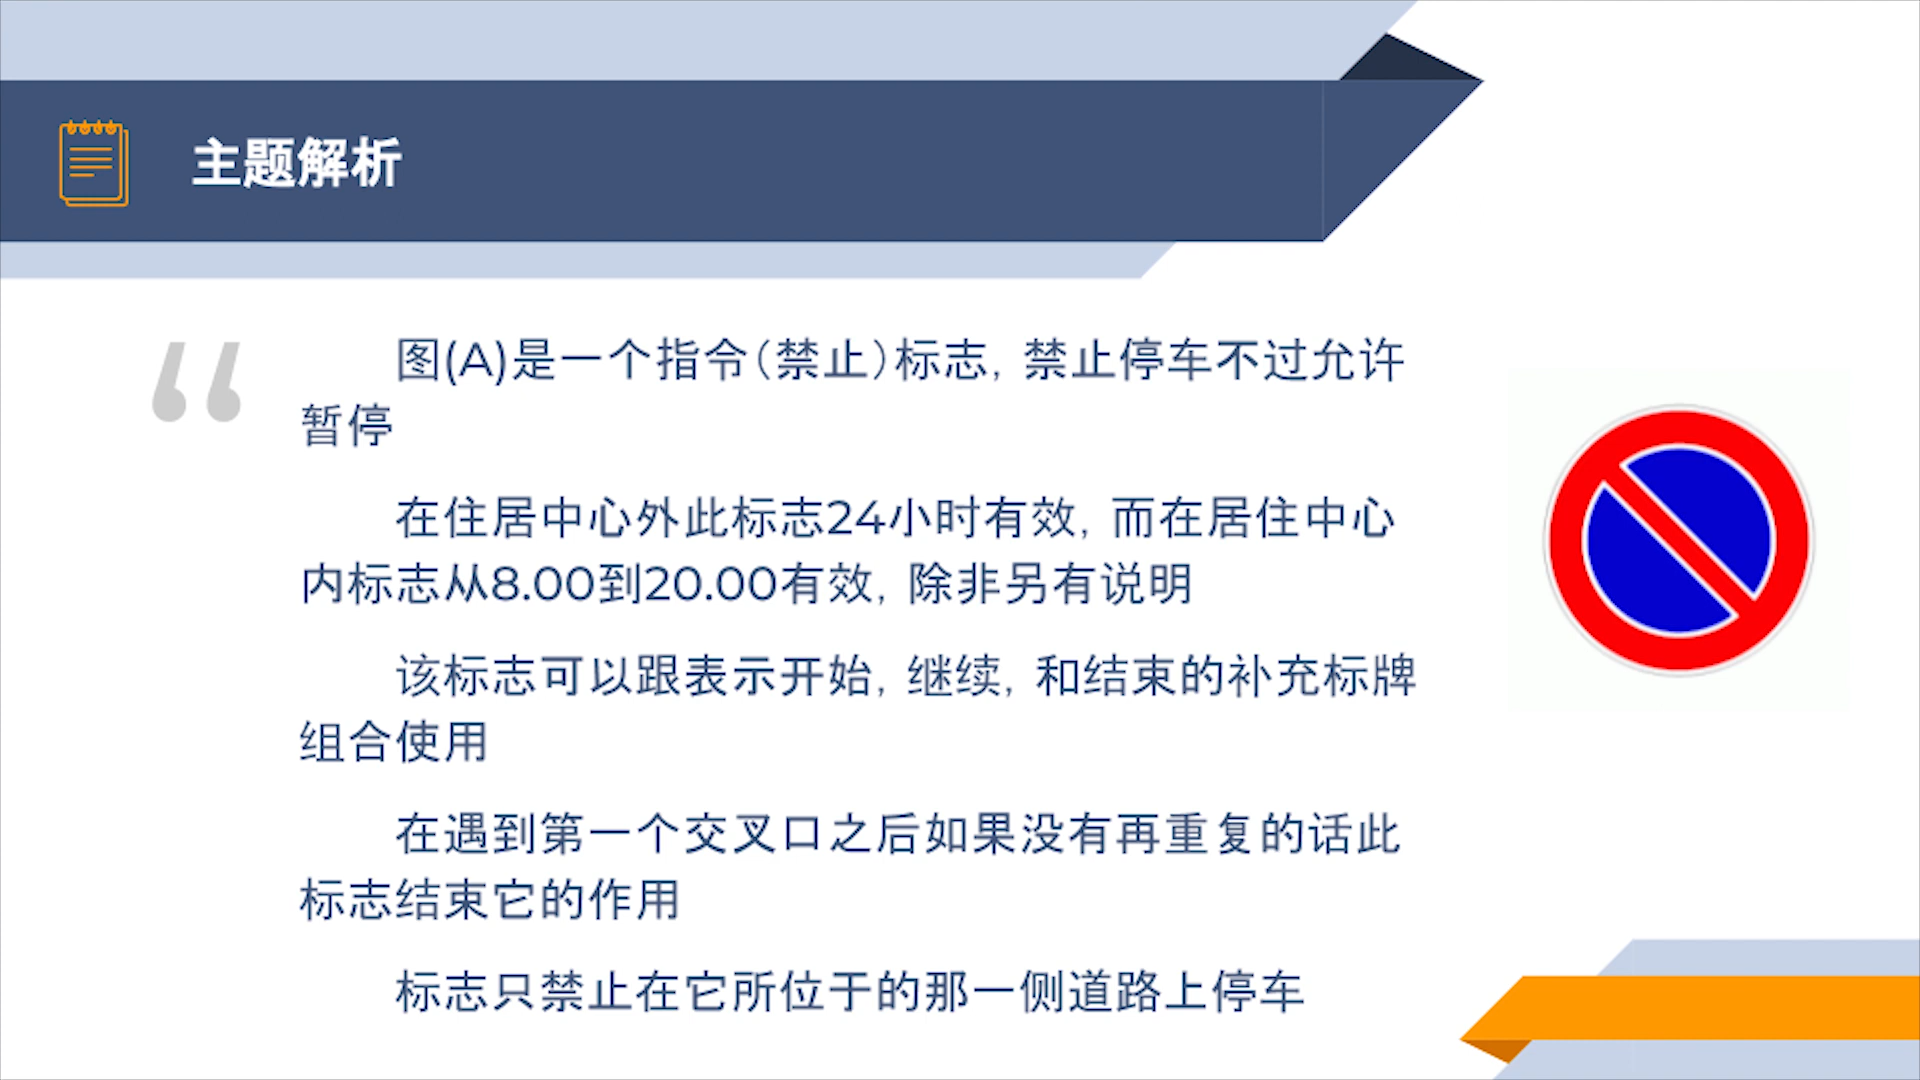 主题解析
图(A)是一个指令（禁止）标志, 禁止停车不过允许
暂停
在住居中心外此标志24小时有效, 而在居住中心
内标志从8.00到20.00有效, 除非另有说明
该标志可以跟表示开始, 继续, 和结束的补充标牌
组合使用
在遇到第一个交叉口之后如果没有再重复的话此
标志结束它的作用
标志只禁止在它所位于的那一侧道路上停车